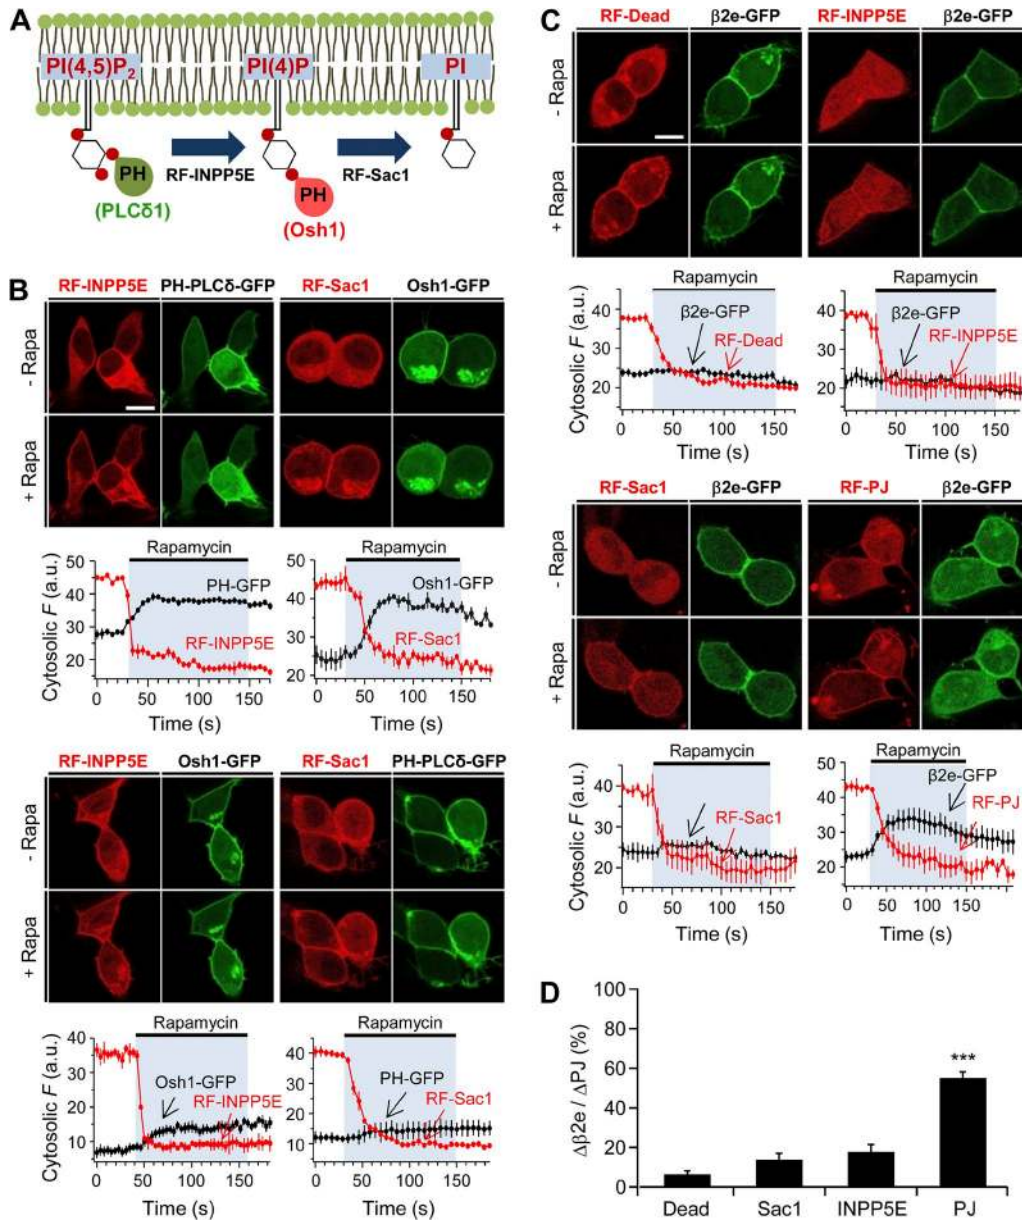 A
PI(4,5)P2 PI(4)P PI
PH
RF-INPP5E
RF-Sac1
PH
(PLCδ1)
(Osh1)
B
RF-INPP5E PH-PLCδ-GFP RF-Sac1 Osh1-GFP
- Rapa
+ Rapa
Rapamycin Rapamycin
Cytosolic F (a.u.)
50 40 30 20
PH-GFP
RF-INPP5E
0 50 100 150
Time (s)
50 40 30 20
Osh1-GFP
RF-Sac1
0 50 100 150
Time (s)
RF-INPP5E Osh1-GFP RF-Sac1 PH-PLCδ-GFP
- Rapa
+ Rapa
Rapamycin Rapamycin
Cytosolic F (a.u.)
40 30 20 10
Osh1-GFP
RF-INPP5E
0 50 100 150
Time (s)
40 30 20 10
PH-GFP
RF-Sac1
0 50 100 150
Time (s)
C
RF-Dead β2e-GFP RF-INPP5E β2e-GFP
- Rapa
+ Rapa
Rapamycin Rapamycin
Cytosolic F (a.u.)
40 30 20
β2e-GFP
RF-Dead
0 50 100 150
Time (s)
40 30 20
β2e-GFP
RF-INPP5E
0 50 100 150
Time (s)
RF-Sac1 β2e-GFP RF-PJ β2e-GFP
- Rapa
+ Rapa
Rapamycin Rapamycin
Cytosolic F (a.u.)
40 30 20
RF-Sac1
0 50 100 150
Time (s)
50 40 30 20
β2e-GFP
RF-PJ
0 50 100 150
Time (s)
D
Δβ2e / ΔPJ (%)
100
80
60
40
20
0
***
Dead Sac1 INPP5E PJ